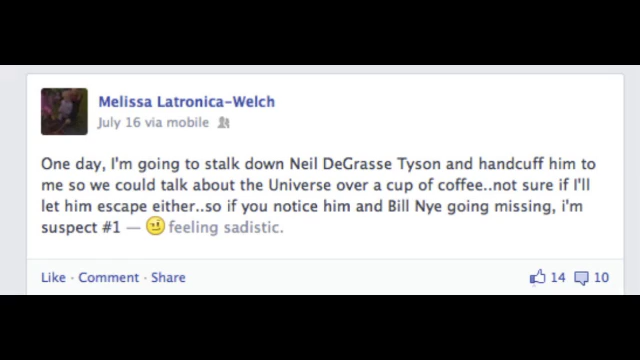 Melissa Latronica-Welch
July 16 via mobile
One day, I'm going to stalk down Neil DeGrasse Tyson and handcuff him to
me so we could talk about the Universe over a cup of coffee..not sure if I'll
let him escape either..so if you notice him and Bill Nye going missing, i'm
suspect #1 — feeling sadistic.
Like · Comment · Share 14 10